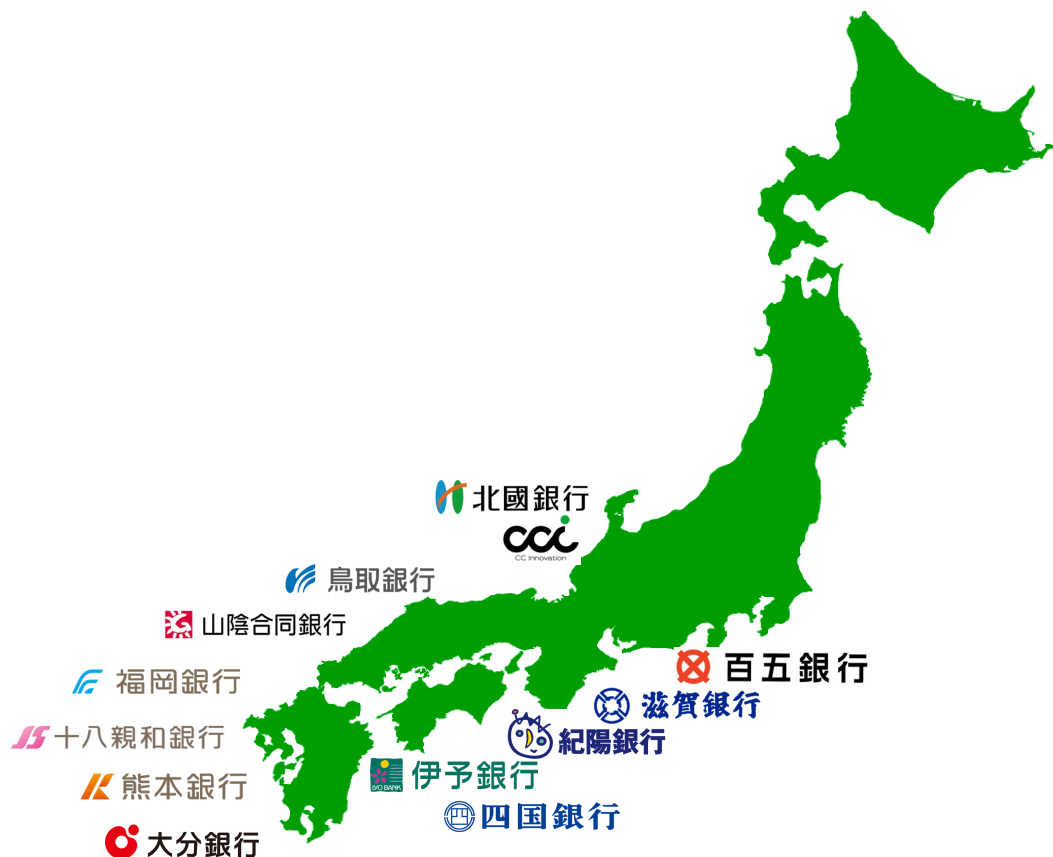 北國銀行
cci
CC Innovation
鳥取銀行
山陰合同銀行
福岡銀行
十八親和銀行
熊本銀行
大分銀行
百五銀行
滋賀銀行
紀陽銀行
IYO BANK
伊予銀行
四
四国銀行